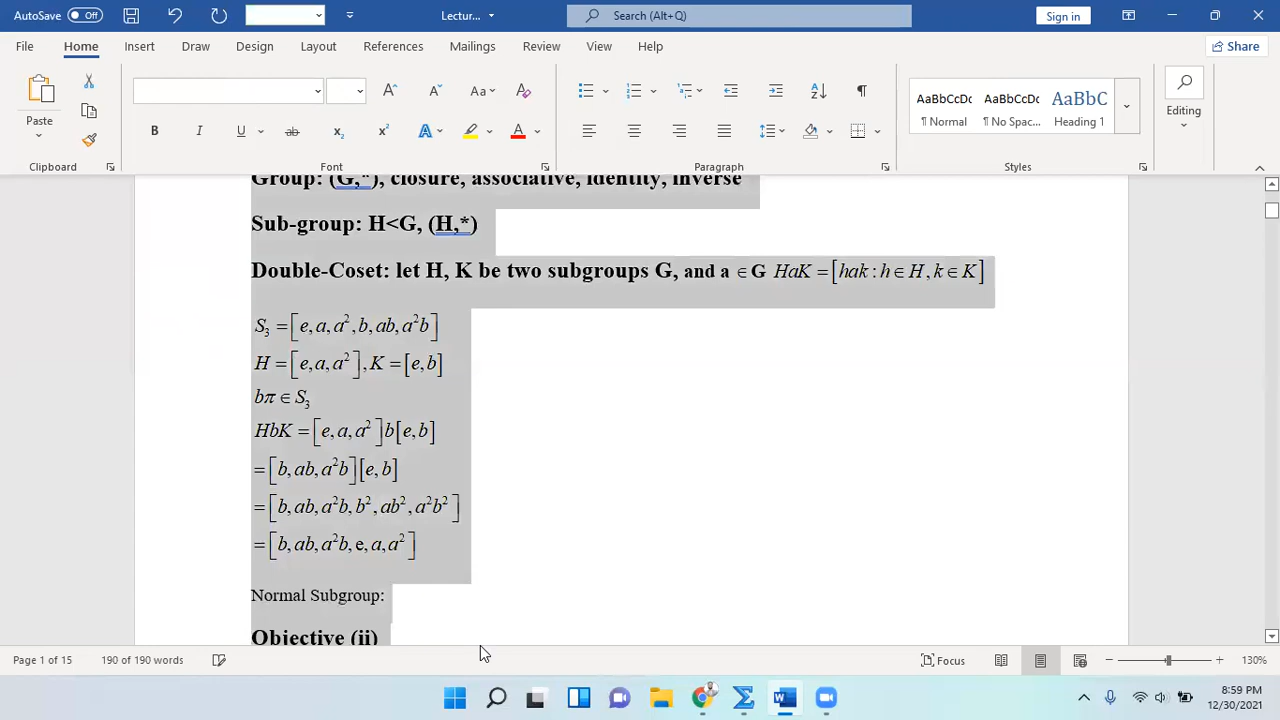 AutoSave Off Lectur... Search (Alt+Q) Sign in
File Home Insert Draw Design Layout References Mailings Review View Help Share
Paste
B I U ab x₂ x² A A
Aa
AaBbCcDc AaBbCcDc AaBbC
¶ Normal ¶ No Spac... Heading 1
Editing
Clipboard Font Paragraph Styles
Group: (G,*), closure, associative, identity, inverse
Sub-group: H<G, (H,*)
Double-Coset: let H, K be two subgroups G, and a ∈G HaK = [hak : h ∈ H, k ∈ K]
S₃ = [e, a, a², b, ab, a²b]
H = [e, a, a²], K = [e, b]
bπ ∈ S₃
HbK = [e, a, a²]b[e, b]
= [b, ab, a²b][e, b]
= [b, ab, a²b, b², ab², a²b²]
= [b, ab, a²b, e, a, a²]
Normal Subgroup:
Objective (ii)
Page 1 of 15 190 of 190 words Focus 130%
8:59 PM
12/30/2021